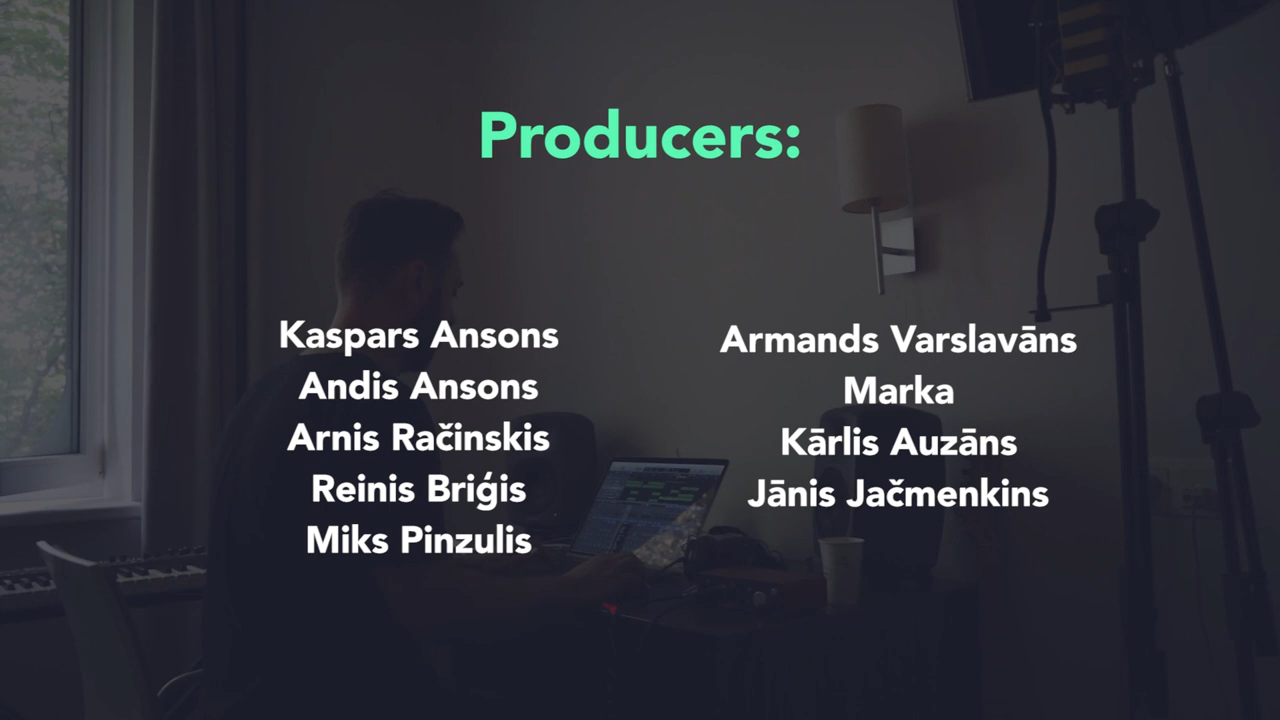 Producers:
Kaspars Ansons
Andis Ansons
Arnis Račinskis
Reinis Briģis
Miks Pinzulis
Armands Varslavāns
Marka
Kārlis Auzāns
Jānis Jačmenkins